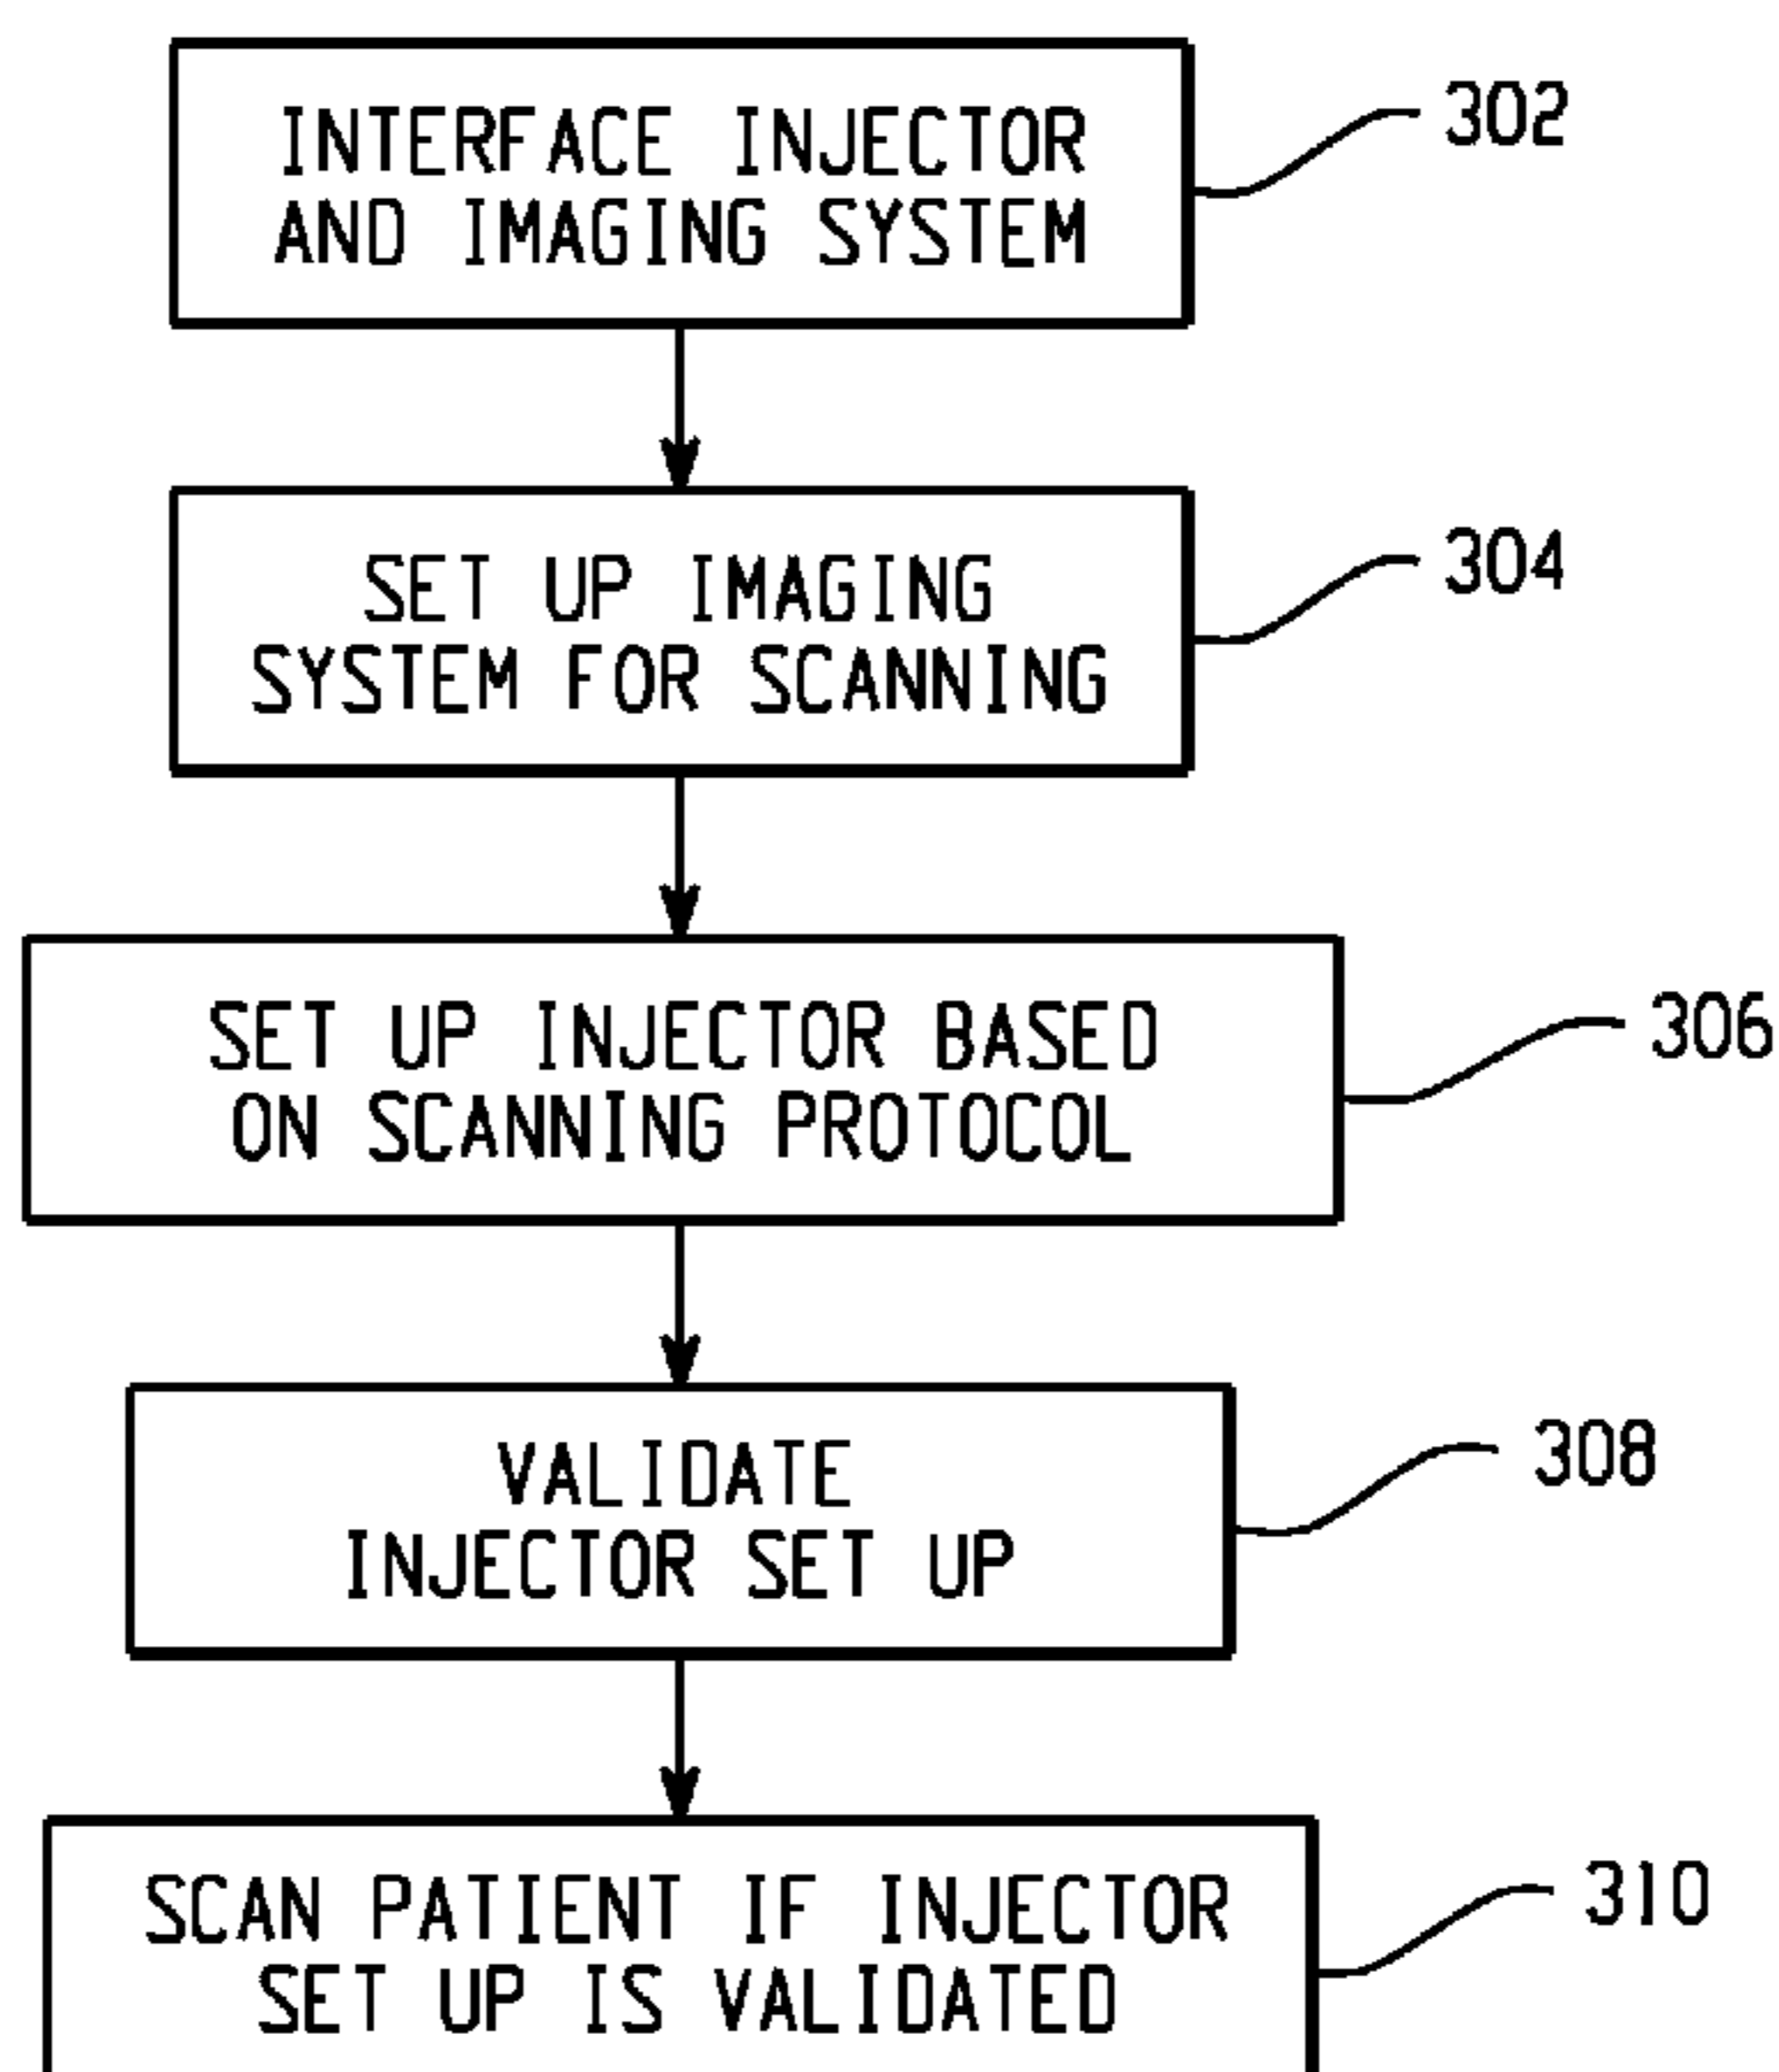 INTERFACE INJECTOR
AND IMAGING SYSTEM
302
SET UP IMAGING
SYSTEM FOR SCANNING
304
SET UP INJECTOR BASED
ON SCANNING PROTOCOL
306
VALIDATE
INJECTOR SET UP
308
SCAN PATIENT IF INJECTOR
SET UP IS VALIDATED
310